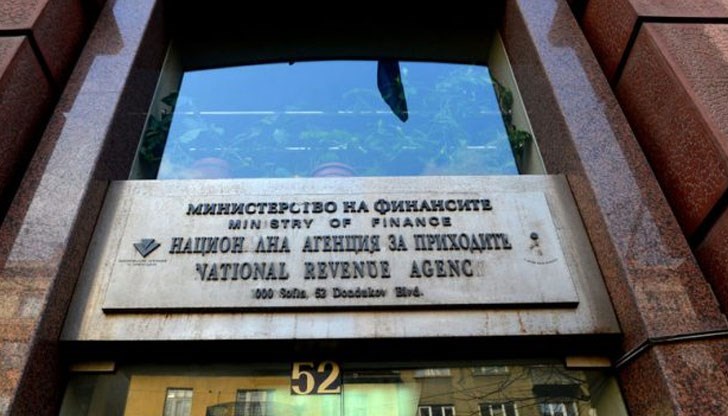 МИНИСТЕРСТВО НА ФИНАНСИТЕ
MINISTRY OF FINANCE
НАЦИОН ЛНА АГЕНЦИЯ ЗА ПРИХОДИТЕ
NATIONAL REVENUE AGENC
1000 Sofia, 52 Dondukov Blvd.
52